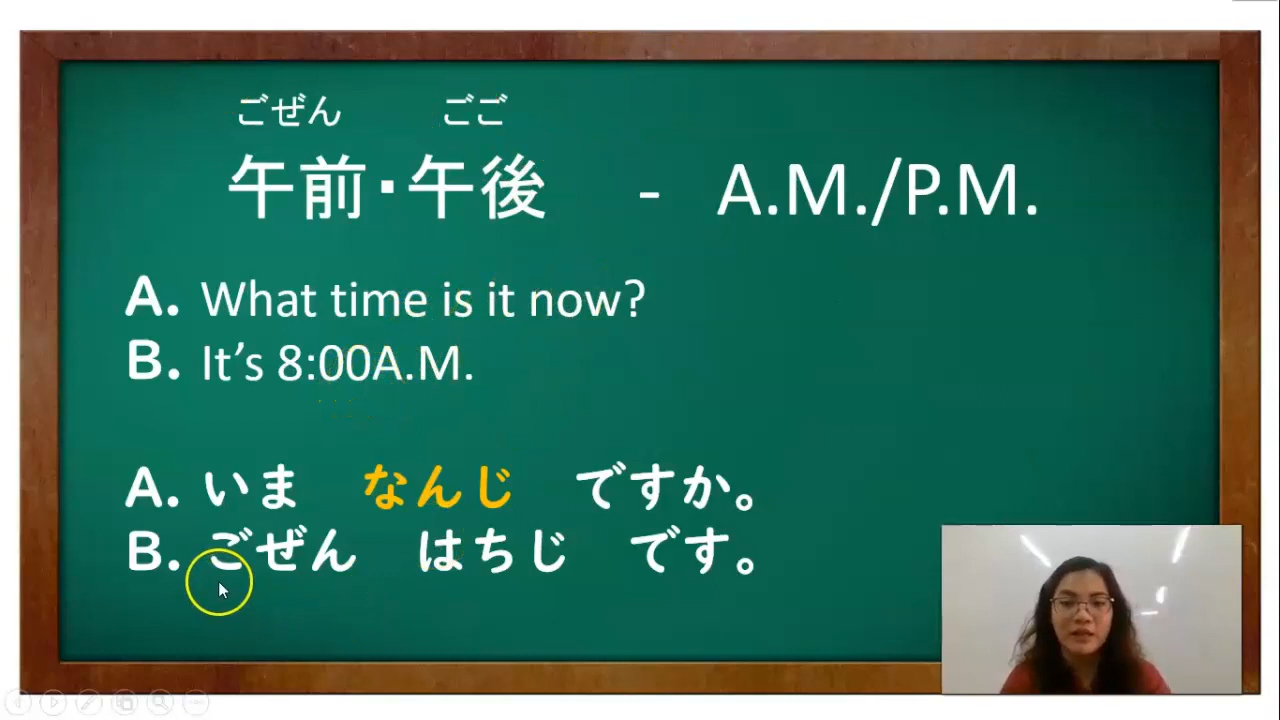 ごぜん ごご
午前・午後 - A.M./P.M.
A. What time is it now?
B. It's 8:00A.M.
A. いま なんじ ですか。
B. ごぜん はちじ です。